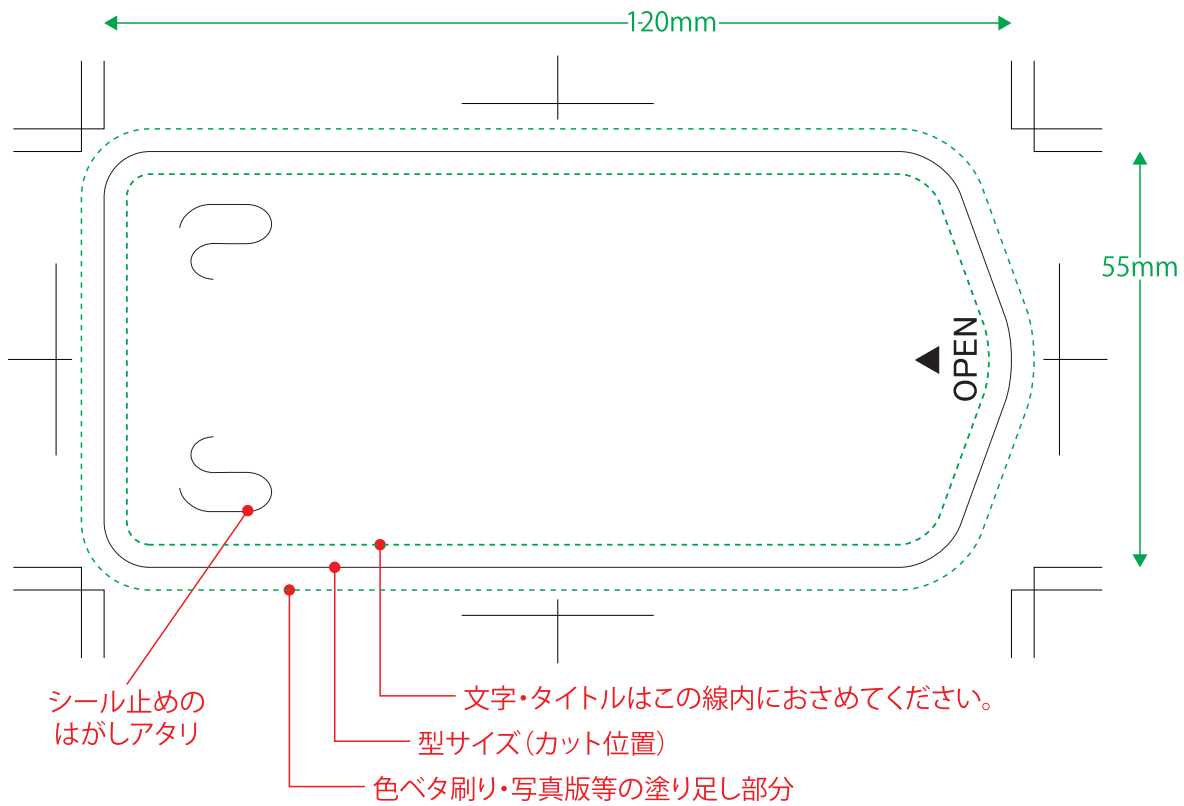 120mm
55mm
OPEN
シール止めの
はがしアタリ
文字・タイトルはこの線内におさめてください。
型サイズ(カット位置)
色ベタ刷り・写真版等の塗り足し部分